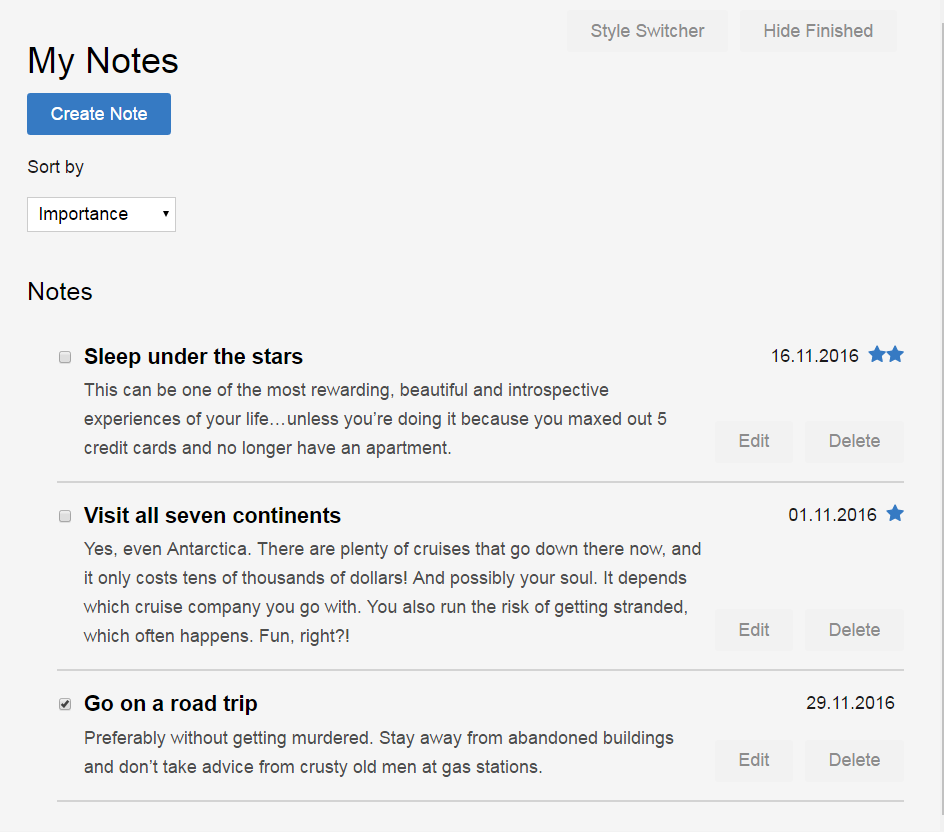 Style Switcher
Hide Finished
My Notes
Create Note
Sort by
Importance
Notes
Sleep under the stars
16.11.2016
This can be one of the most rewarding, beautiful and introspective
experiences of your life…unless you’re doing it because you maxed out 5
credit cards and no longer have an apartment.
Edit
Delete
Visit all seven continents
01.11.2016
Yes, even Antarctica. There are plenty of cruises that go down there now, and
it only costs tens of thousands of dollars! And possibly your soul. It depends
which cruise company you go with. You also run the risk of getting stranded,
which often happens. Fun, right?!
Edit
Delete
Go on a road trip
29.11.2016
Preferably without getting murdered. Stay away from abandoned buildings
and don’t take advice from crusty old men at gas stations.
Edit
Delete